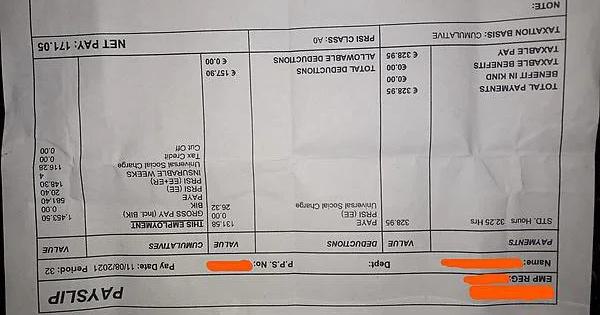 EMP REG: PAYSLIP
Name: Dept: P.P.S. No: Pay Date: 11/08/2021 Period: 32
PAYMENTS VALUE DEDUCTIONS VALUE CUMULATIVES VALUE
STD. Hours 32.25 Hrs 328.95 PAYE 131.58 THIS EMPLOYMENT
PRSI (EE) 0.00 GROSS PAY (Incl BIK) 1,453.50
Universal Social Charge 26.32 BIK 0.00
PAYE 581.40
PRSI (EE) 20.40
PRSI (EE+ER) 148.30
INSURABLE WEEKS 4
Universal Social Charge 116.28
Tax Credit 0.00
Cut Off 0.00
TOTAL PAYMENTS € 328.95 TOTAL DEDUCTIONS € 157.90
BENEFIT IN KIND €0.00 ALLOWABLE DEDUCTIONS € 0.00
TAXABLE BENEFITS €0.00
TAXABLE PAY € 328.95
TAXATION BASIS: CUMULATIVE PRSI CLASS: A0 NET PAY: 171.05
NOTE: